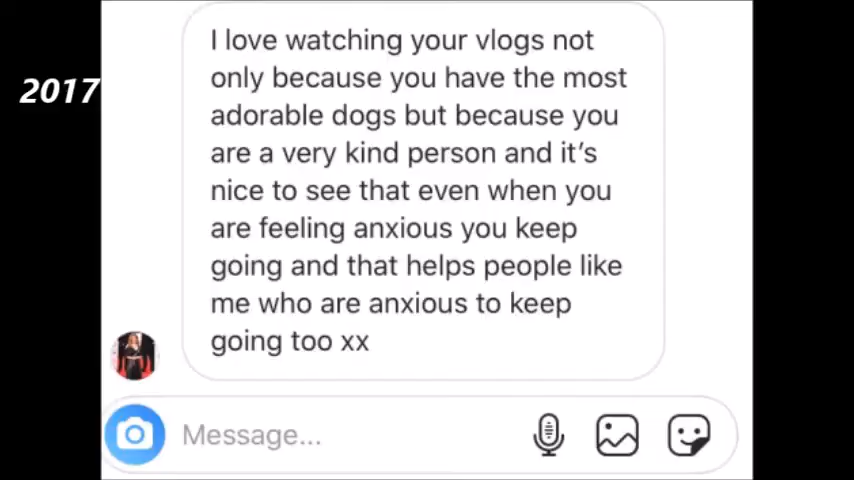 2017
I love watching your vlogs not
only because you have the most
adorable dogs but because you
are a very kind person and it's
nice to see that even when you
are feeling anxious you keep
going and that helps people like
me who are anxious to keep
going too xx
Message...